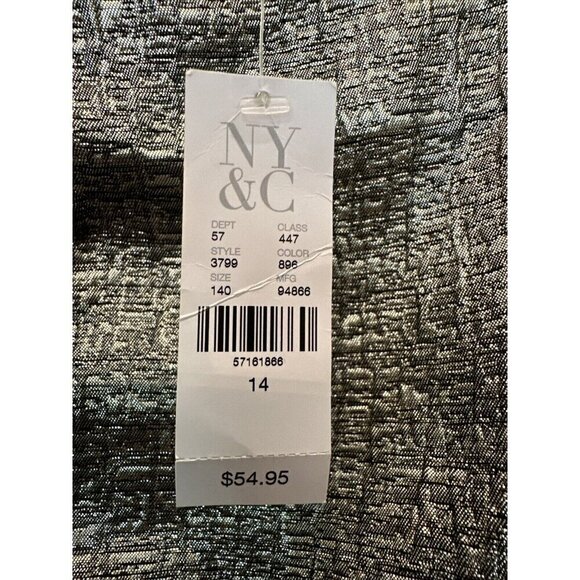 NY
&C
DEPT CLASS
57 447
STYLE COLOR
3799 896
SIZE MFG
140 94866
57161866
14
$54.95